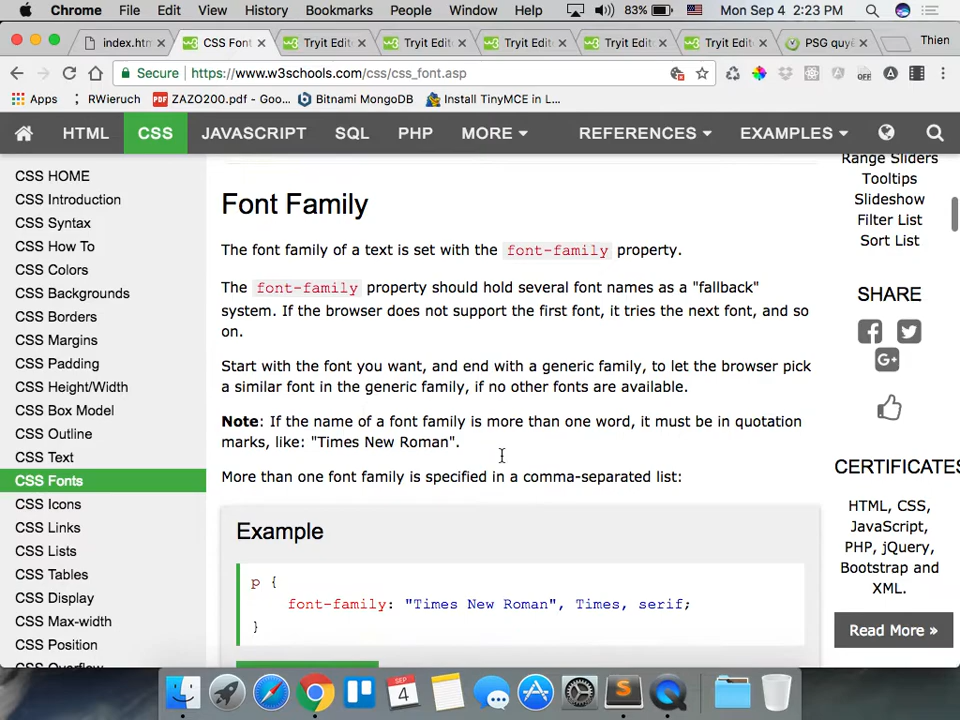 Chrome File Edit View History Bookmarks People Window Help 83% Mon Sep 4 2:23 PM
index.htm CSS Font Tryit Edit Tryit Edit Tryit Edit Tryit Edit Tryit Edit PSG quyế Thien
Secure https://www.w3schools.com/css/css_font.asp OFF
Apps RWieruch ZAZO200.pdf - Goo... Bitnami MongoDB Install TinyMCE in L...
HTML CSS JAVASCRIPT SQL PHP MORE REFERENCES EXAMPLES
CSS HOME
CSS Introduction
CSS Syntax
CSS How To
CSS Colors
CSS Backgrounds
CSS Borders
CSS Margins
CSS Padding
CSS Height/Width
CSS Box Model
CSS Outline
CSS Text
CSS Fonts
CSS Icons
CSS Links
CSS Lists
CSS Tables
CSS Display
CSS Max-width
CSS Position
CSS Overflow
Font Family
The font family of a text is set with the font-family property.
The font-family property should hold several font names as a "fallback"
system. If the browser does not support the first font, it tries the next font, and so
on.
Start with the font you want, and end with a generic family, to let the browser pick
a similar font in the generic family, if no other fonts are available.
Note: If the name of a font family is more than one word, it must be in quotation
marks, like: "Times New Roman".
More than one font family is specified in a comma-separated list:
Example
p {
font-family: "Times New Roman", Times, serif;
}
Range Sliders
Tooltips
Slideshow
Filter List
Sort List
SHARE
CERTIFICATES
HTML, CSS,
JavaScript,
PHP, jQuery,
Bootstrap and
XML.
Read More »
SEP
4